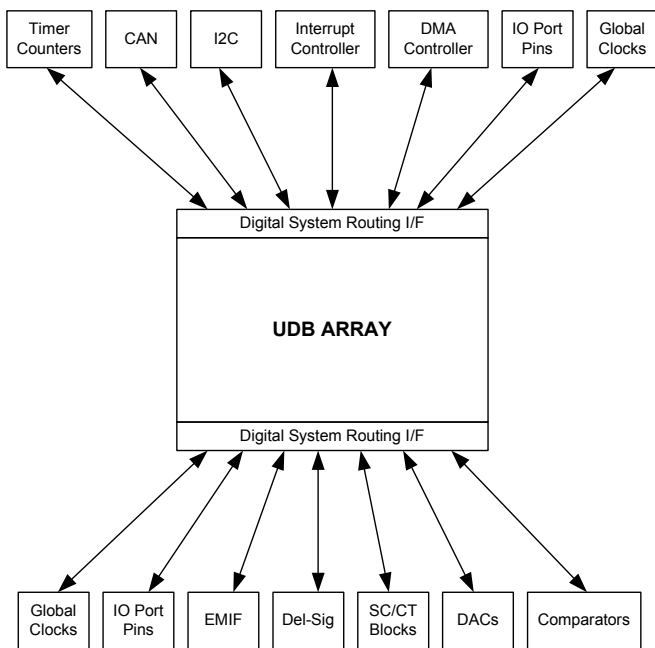 Timer
Counters
CAN
I2C
Interrupt
Controller
DMA
Controller
IO Port
Pins
Global
Clocks
Digital System Routing I/F
UDB ARRAY
Digital System Routing I/F
Global
Clocks
IO Port
Pins
EMIF
Del-Sig
SC/CT
Blocks
DACs
Comparators